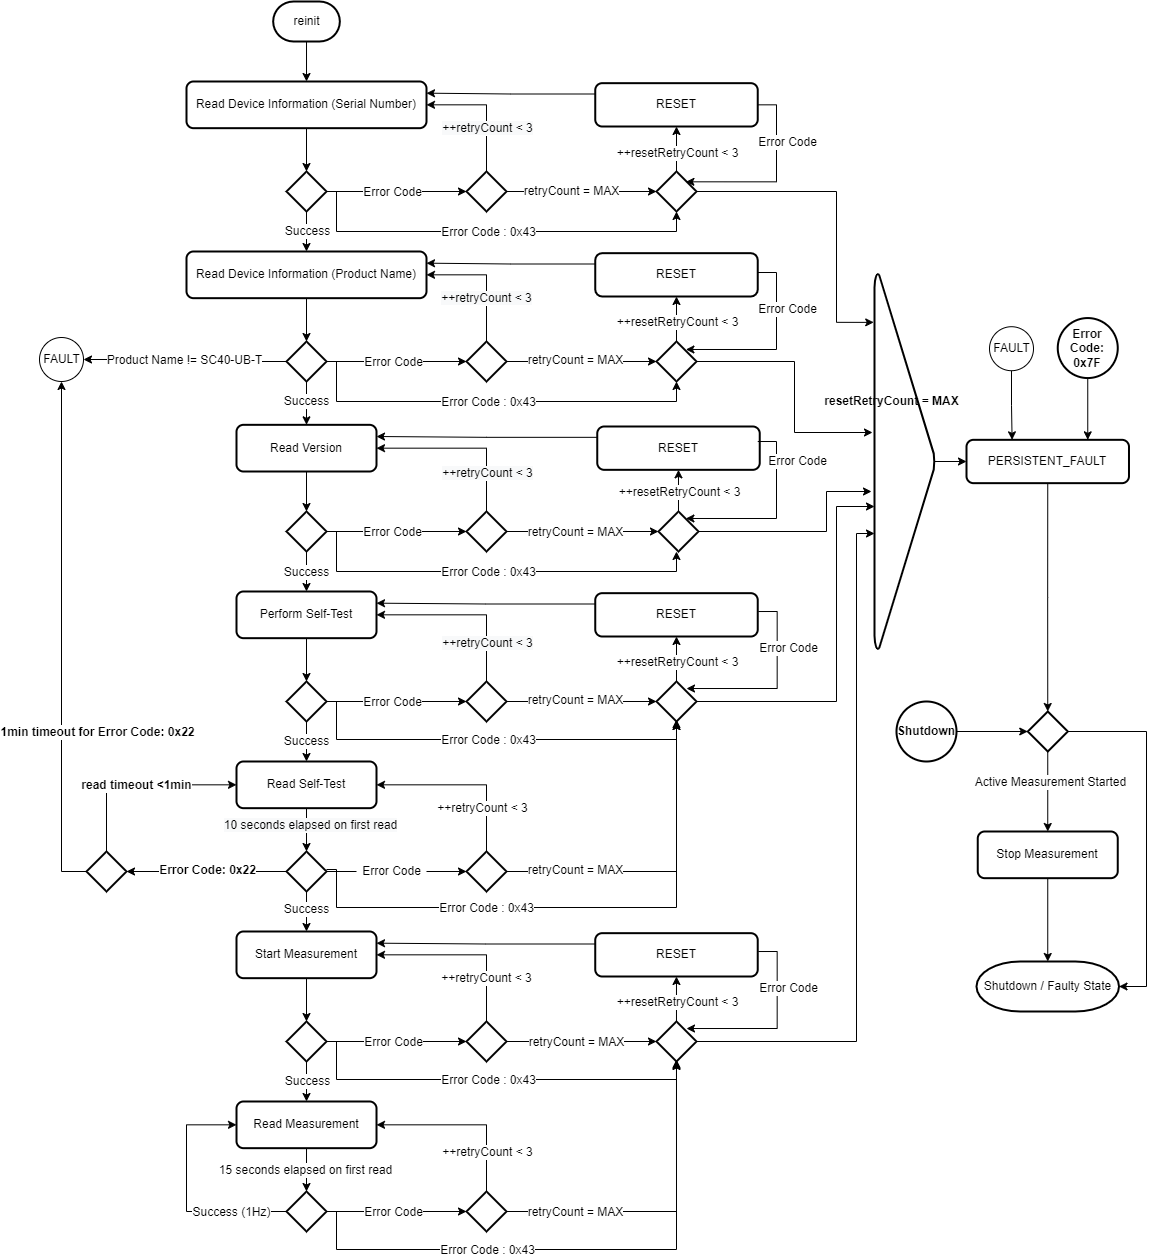 reinit
Read Device Information (Serial Number)
RESET
++retryCount < 3
Error Code
++resetRetryCount < 3
Error Code
retryCount = MAX
Success
Error Code : 0x43
Read Device Information (Product Name)
RESET
++retryCount < 3
Error Code
++resetRetryCount < 3
FAULT
Product Name != SC40-UB-T
Error Code
retryCount = MAX
Success
Error Code : 0x43
FAULT
Error
Code:
0x7F
resetRetryCount = MAX
Read Version
RESET
Error Code
PERSISTENT_FAULT
++retryCount < 3
++resetRetryCount < 3
Error Code
retryCount = MAX
Success
Error Code : 0x43
Perform Self-Test
RESET
++retryCount < 3
Error Code
++resetRetryCount < 3
Error Code
retryCount = MAX
Success
Error Code : 0x43
1min timeout for Error Code: 0x22
Shutdown
read timeout <1min
Read Self-Test
Active Measurement Started
++retryCount < 3
10 seconds elapsed on first read
Error Code: 0x22
Error Code
retryCount = MAX
Stop Measurement
Success
Error Code : 0x43
Start Measurement
RESET
++retryCount < 3
Error Code
Shutdown / Faulty State
++resetRetryCount < 3
Error Code
retryCount = MAX
Success
Error Code : 0x43
Read Measurement
++retryCount < 3
15 seconds elapsed on first read
Success (1Hz)
Error Code
retryCount = MAX
Error Code : 0x43